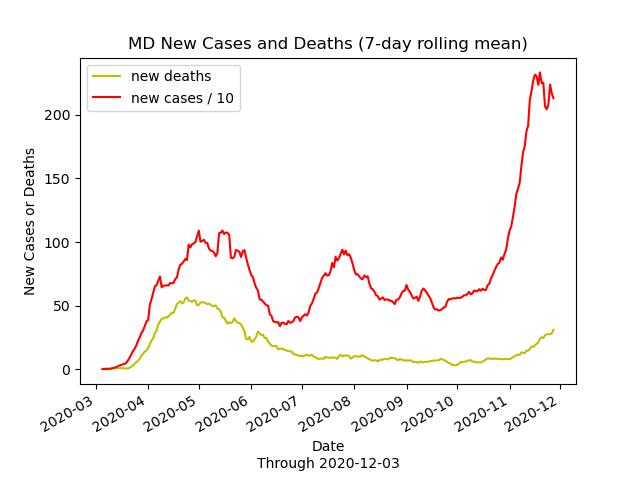 MD New Cases and Deaths (7-day rolling mean)
new deaths
new cases / 10
New Cases or Deaths
200
150
100
50
0
2020-03
2020-04
2020-05
2020-06
2020-07
2020-08
2020-09
2020-10
2020-11
2020-12
Date
Through 2020-12-03